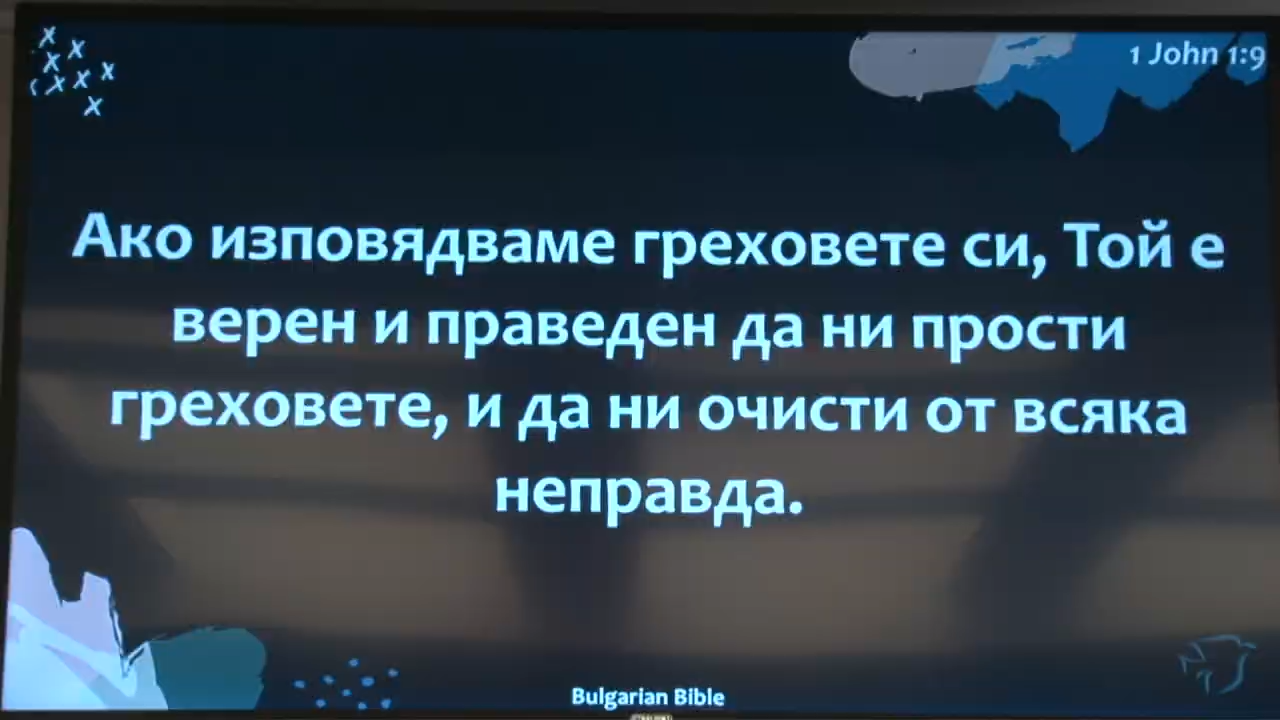 1 John 1:9
Ако изповядваме греховете си, Той е
верен и праведен да ни прости
греховете, и да ни очисти от всяка
неправда.
Bulgarian Bible